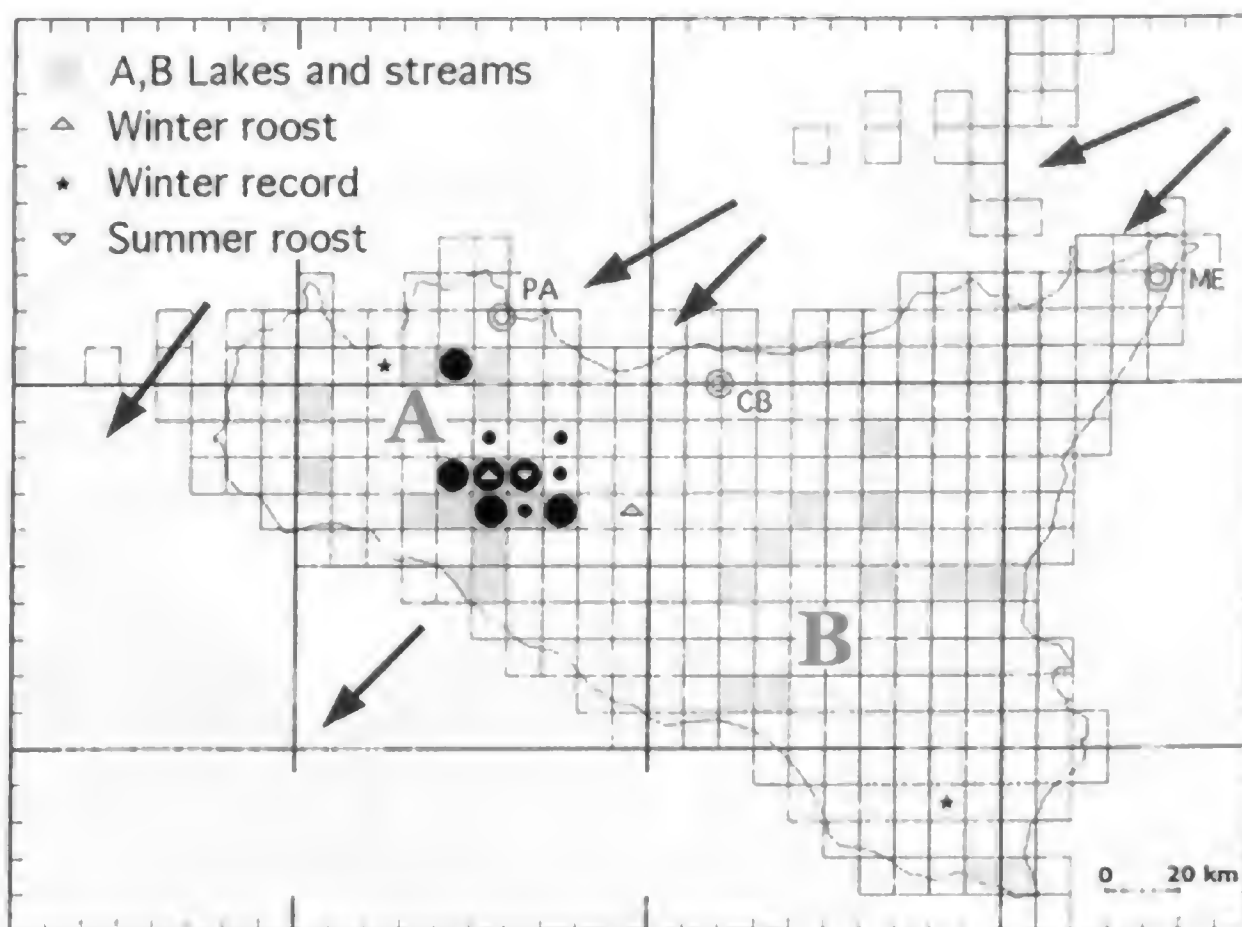 A,B Lakes and streams
Winter roost
Winter record
Summer roost
PA
ME
CB
A
B
0 20 km